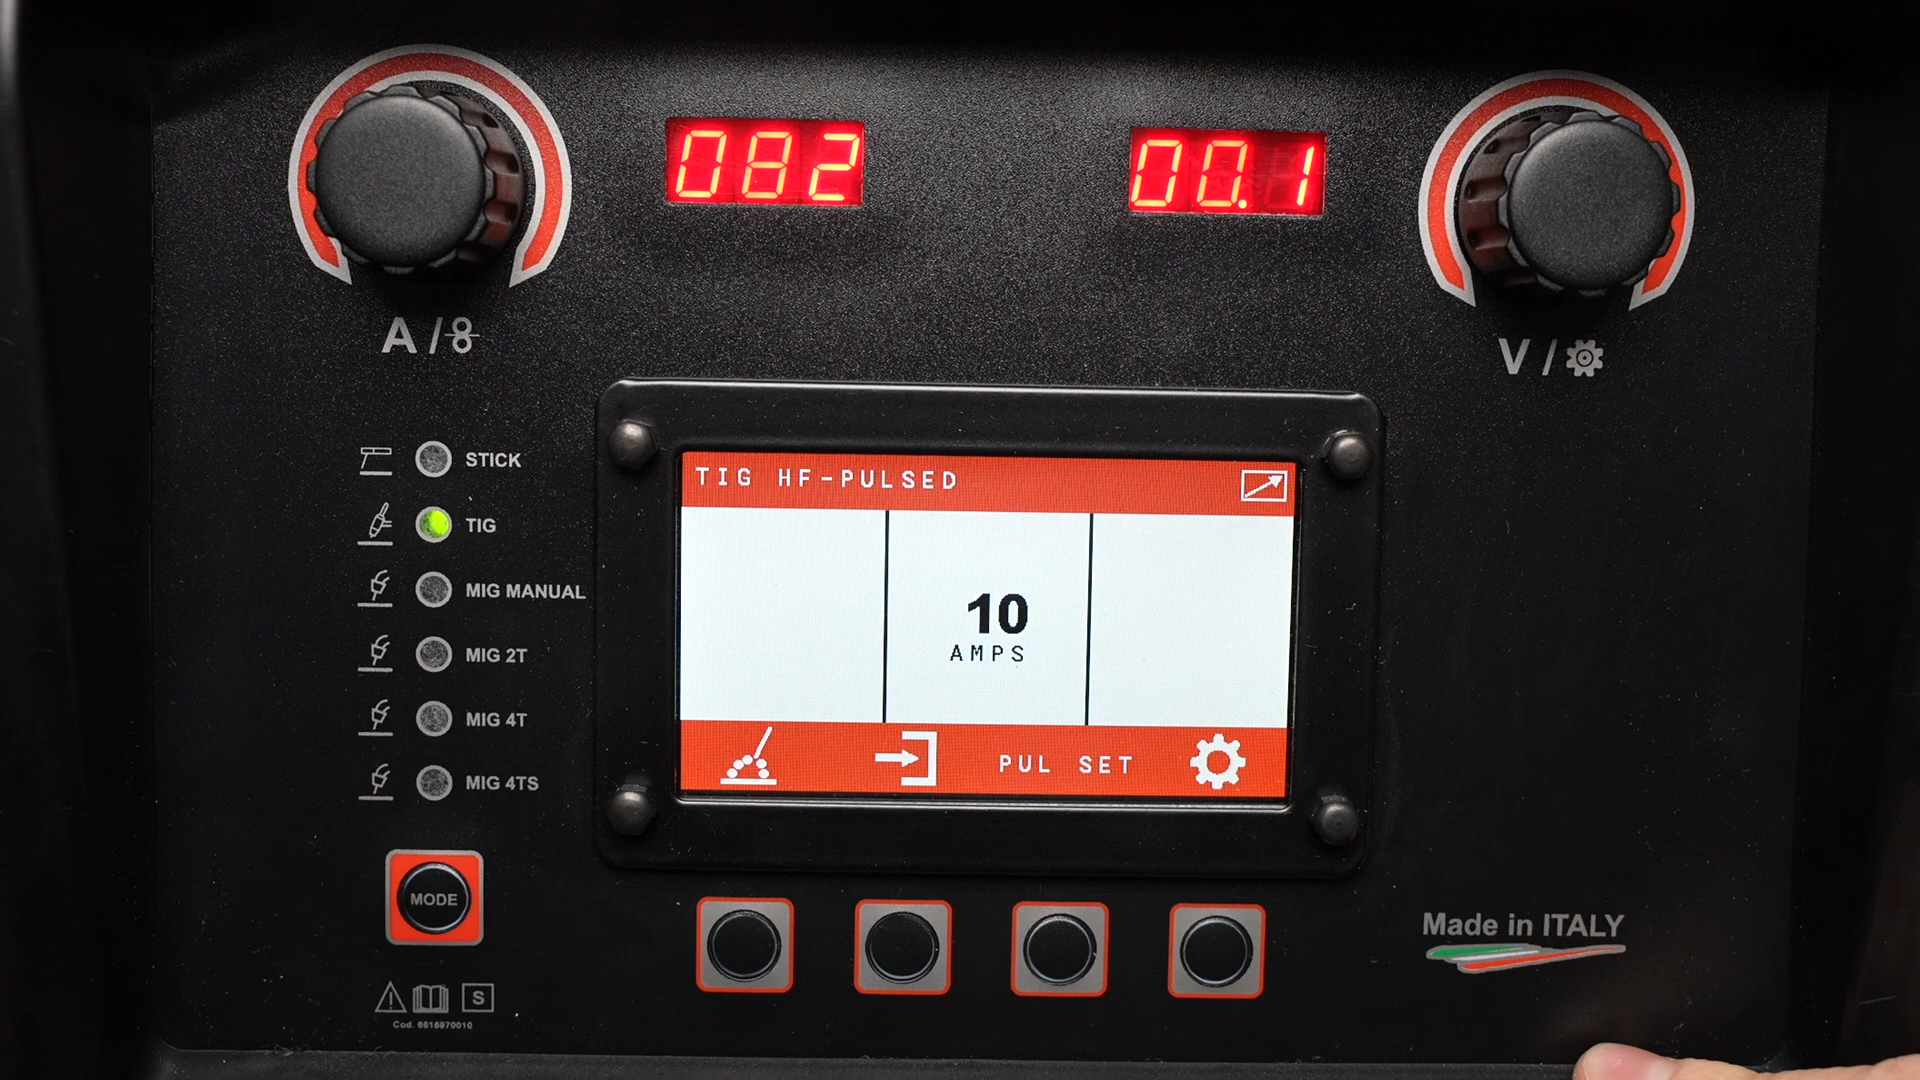 082
00.1
A /
V /
STICK
TIG
MIG MANUAL
MIG 2T
MIG 4T
MIG 4TS
MODE
S
Cod. 6616970010
TIG HF-PULSED
10
AMPS
PUL SET
Made in ITALY